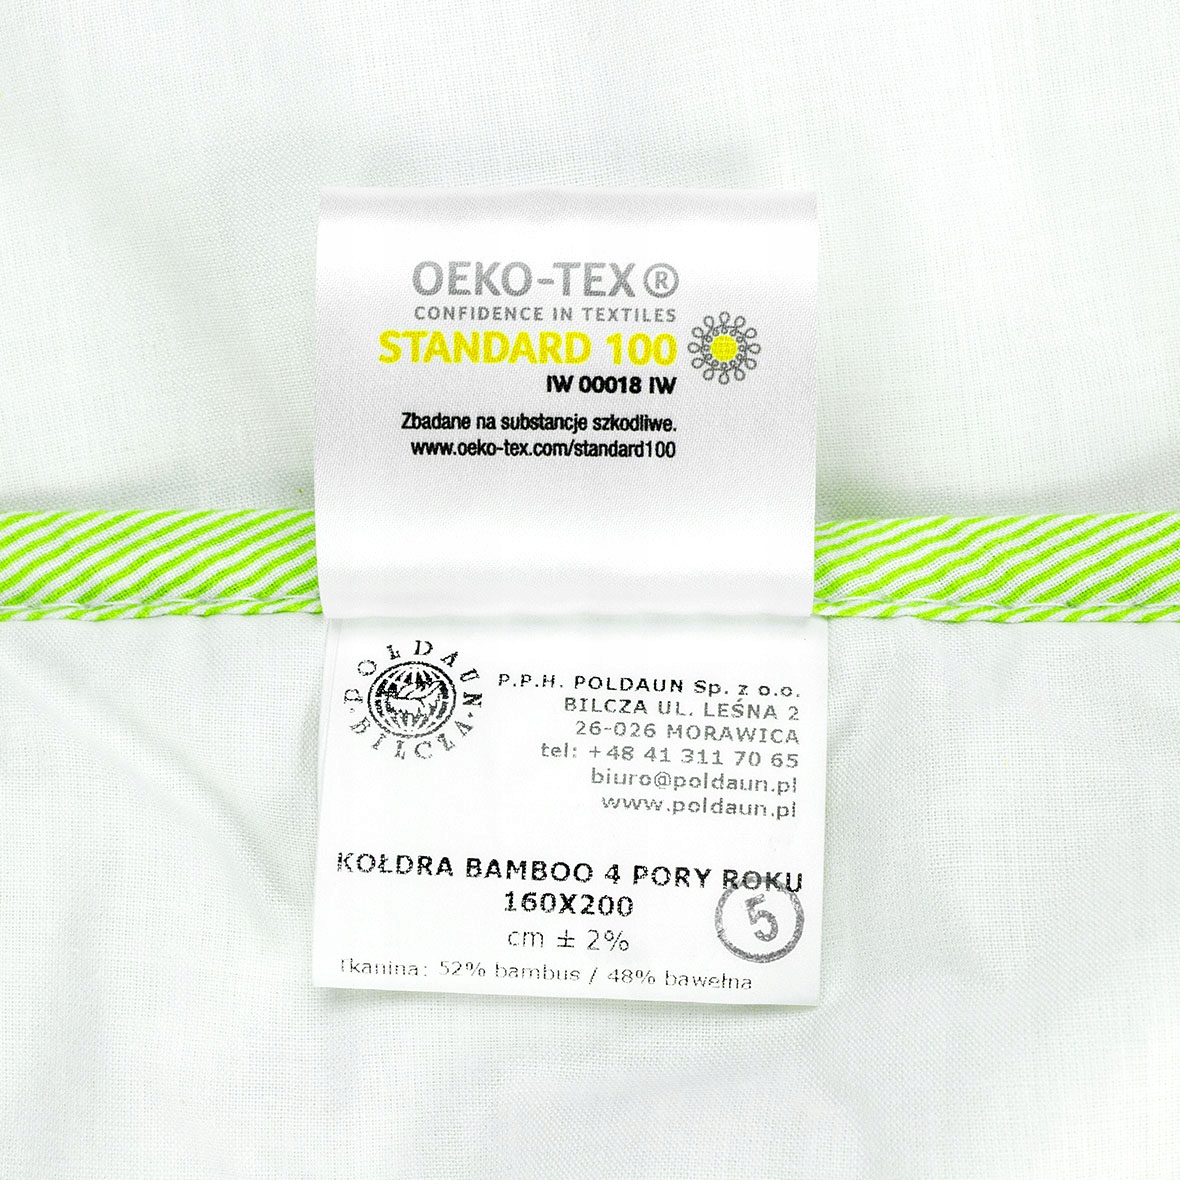 OEKO-TEX®
CONFIDENCE IN TEXTILES
STANDARD 100
IW 00018 IW
Zbadane na substancje szkodliwe.
www.oeko-tex.com/standard100
POLDAUN
BILCZA
P.P.H. POLDAUN Sp. z o.o.
BILCZA UL. LEŚNA 2
26-026 MORAWICA
tel: +48 41 311 70 65
biuro@poldaun.pl
www.poldaun.pl
KOŁDRA BAMBOO 4 PORY ROKU
160X200
5
cm ± 2%
Tkanina: 52% bambus / 48% bawełna